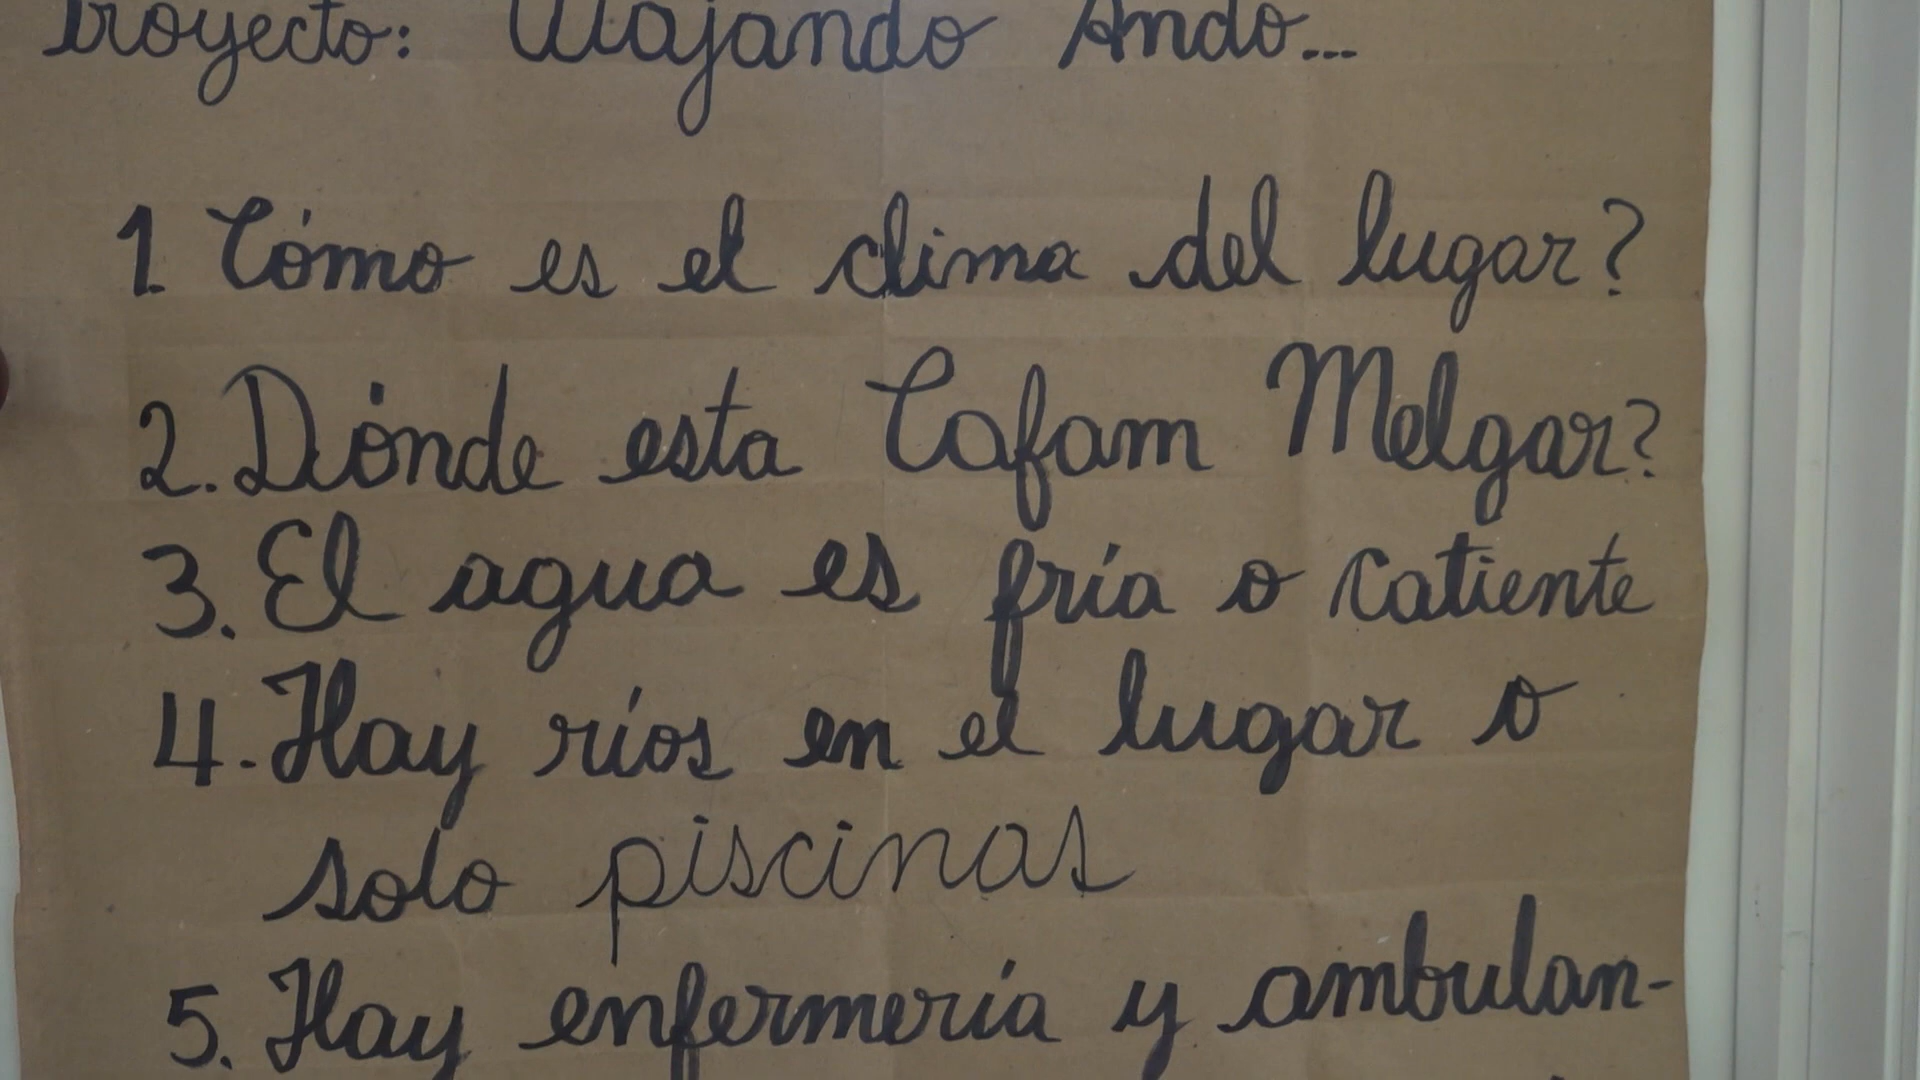 Proyecto: Viajando Ando...
1. Cómo es el clima del lugar?
2. Dónde esta Cafam Melgar?
3. El agua es fría o catiente
4. Hay ríos en el lugar o
solo piscinas
5. Hay enfermería y ambulan-